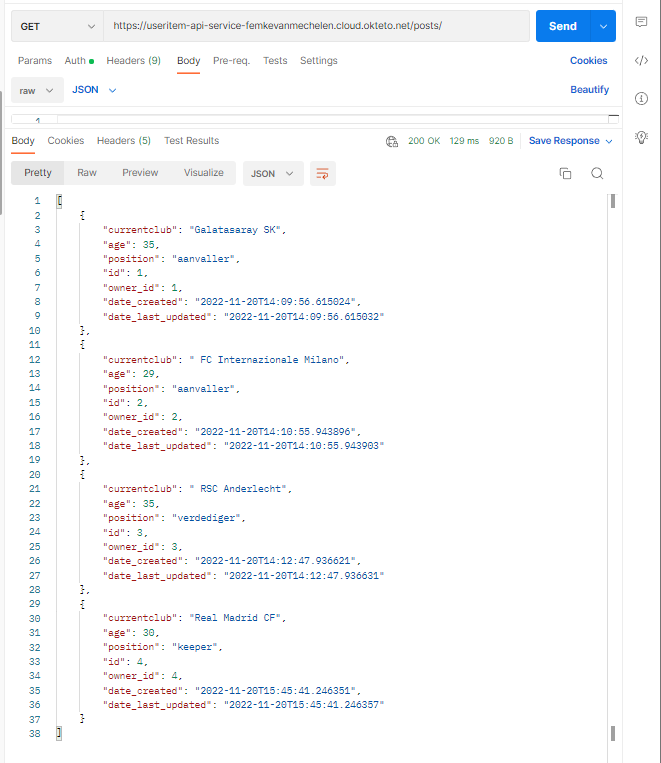 GET https://useritem-api-service-femkevanmechelen.cloud.okteto.net/posts/ Send
Params Auth Headers (9) Body Pre-req. Tests Settings Cookies
raw JSON Beautify
1
Body Cookies Headers (5) Test Results 200 OK 129 ms 920 B Save Response
Pretty Raw Preview Visualize JSON
1 [
2 {
3 "currentclub": "Galatasaray SK",
4 "age": 35,
5 "position": "aanvaller",
6 "id": 1,
7 "owner_id": 1,
8 "date_created": "2022-11-20T14:09:56.615024",
9 "date_last_updated": "2022-11-20T14:09:56.615032"
10 },
11 {
12 "currentclub": " FC Internazionale Milano",
13 "age": 29,
14 "position": "aanvaller",
15 "id": 2,
16 "owner_id": 2,
17 "date_created": "2022-11-20T14:10:55.943896",
18 "date_last_updated": "2022-11-20T14:10:55.943903"
19 },
20 {
21 "currentclub": " RSC Anderlecht",
22 "age": 35,
23 "position": "verdediger",
24 "id": 3,
25 "owner_id": 3,
26 "date_created": "2022-11-20T14:12:47.936621",
27 "date_last_updated": "2022-11-20T14:12:47.936631"
28 },
29 {
30 "currentclub": "Real Madrid CF",
31 "age": 30,
32 "position": "keeper",
33 "id": 4,
34 "owner_id": 4,
35 "date_created": "2022-11-20T15:45:41.246351",
36 "date_last_updated": "2022-11-20T15:45:41.246357"
37 }
38 ]